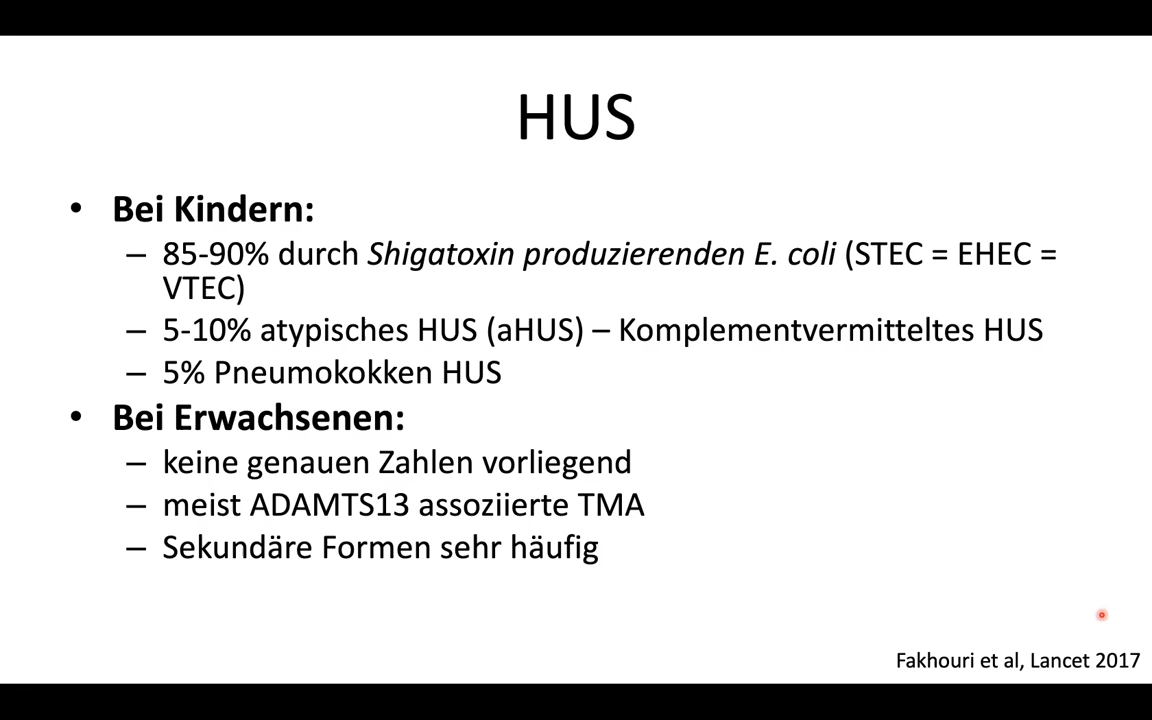 HUS
• Bei Kindern:
– 85-90% durch Shigatoxin produzierenden E. coli (STEC = EHEC =
VTEC)
– 5-10% atypisches HUS (aHUS) – Komplementvermitteltes HUS
– 5% Pneumokokken HUS
• Bei Erwachsenen:
– keine genauen Zahlen vorliegend
– meist ADAMTS13 assoziierte TMA
– Sekundäre Formen sehr häufig
Fakhouri et al, Lancet 2017